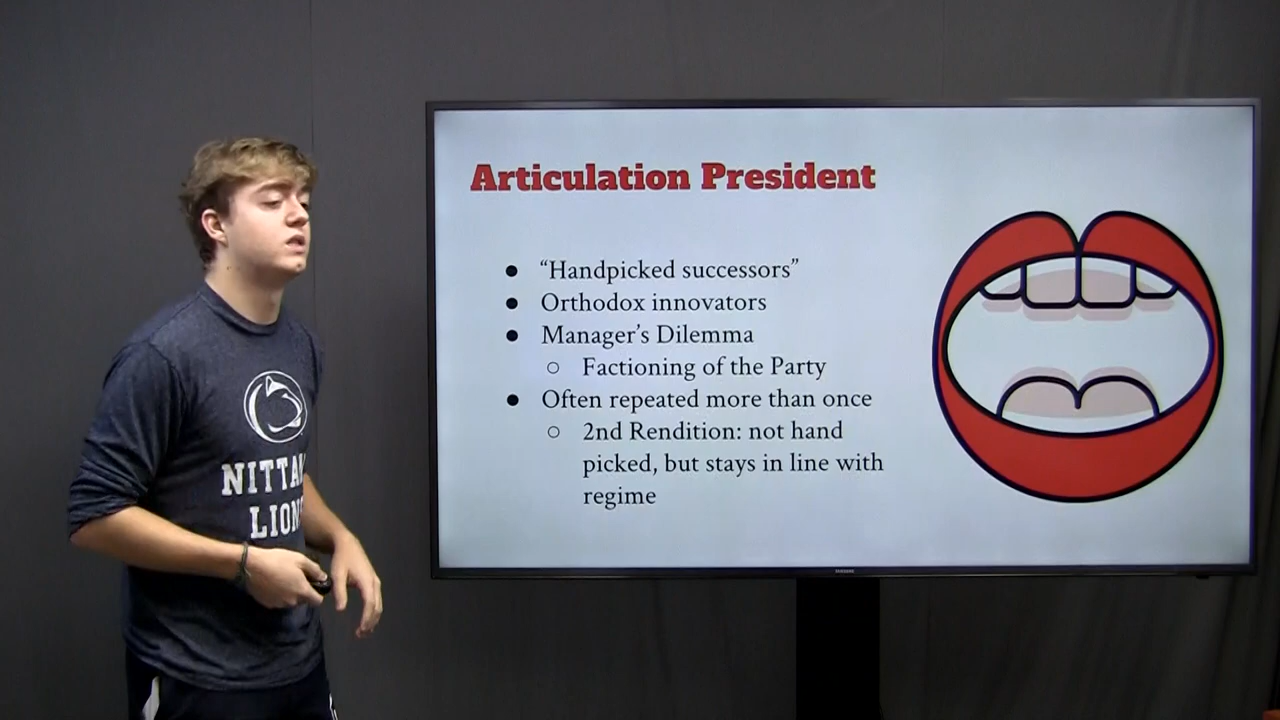 Articulation President
● “Handpicked successors”
● Orthodox innovators
● Manager’s Dilemma
○ Factioning of the Party
● Often repeated more than once
○ 2nd Rendition: not hand
picked, but stays in line with
regime
NITTA
LION
SAMSUNG